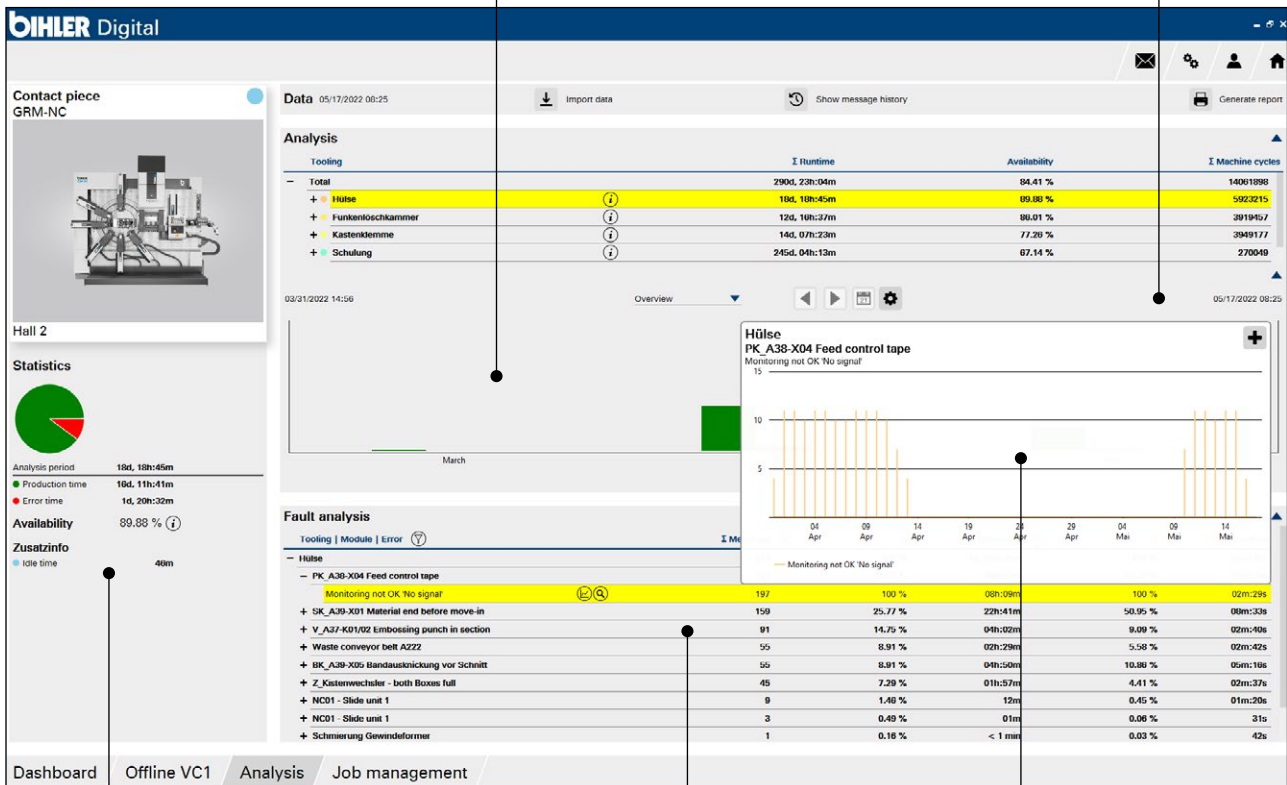 BIHLER Digital
Contact piece
GRM-NC
Hall 2
Statistics
Analysis period 18d, 18h:45m
Production time 16d, 11h:41m
Error time 1d, 20h:32m
Availability 89.88 % i
Zusatzinfo
Idle time 46m
Data 05/17/2022 08:25 Import data Show message history Generate report
Analysis
Tooling Σ Runtime Availability Σ Machine cycles
− Total 290d, 23h:04m 84.41 % 14061898
+ Hülse i 18d, 18h:45m 89.88 % 5923215
+ Funkenlöschkammer i 12d, 10h:37m 86.01 % 3919457
+ Kastenklemme i 14d, 07h:23m 77.26 % 3949177
+ Schulung i 245d, 04h:13m 67.14 % 270049
03/31/2022 14:56 Overview 21 05/17/2022 08:25
March
Hülse
PK_A38-X04 Feed control tape
Monitoring not OK 'No signal'
15
10
5
04 09 14 19 24 29 04 09 14
Apr Apr Apr Apr Apr Apr Mai Mai Mai
Monitoring not OK 'No signal'
Fault analysis
Tooling | Module | Error Σ Me
− Hülse
− PK_A38-X04 Feed control tape
Monitoring not OK 'No signal' 197 100 % 08h:09m 100 % 02m:29s
+ SK_A39-X01 Material end before move-in 159 25.77 % 22h:41m 50.95 % 08m:33s
+ V_A37-K01/02 Embossing punch in section 91 14.75 % 04h:02m 9.09 % 02m:40s
+ Waste conveyor belt A222 55 8.91 % 02h:29m 5.58 % 02m:42s
+ BK_A39-X05 Bandausknickung vor Schnitt 55 8.91 % 04h:50m 10.86 % 05m:16s
+ Z_Kistenwechsler - both Boxes full 45 7.29 % 01h:57m 4.41 % 02m:37s
+ NC01 - Slide unit 1 9 1.46 % 12m 0.45 % 01m:20s
+ NC01 - Slide unit 1 3 0.49 % 01m 0.06 % 31s
+ Schmierung Gewindeformer 1 0.16 % < 1 min 0.03 % 42s
Dashboard Offline VC1 Analysis Job management